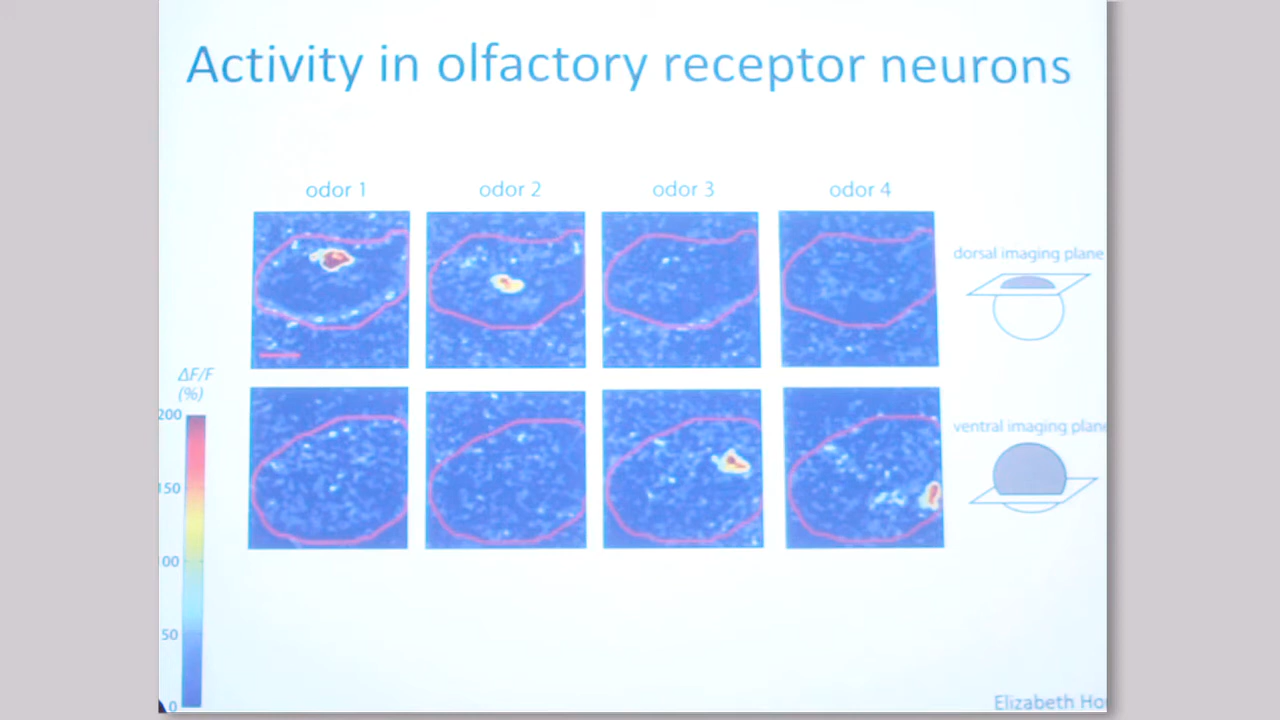 Activity in olfactory receptor neurons
odor 1
odor 2
odor 3
odor 4
dorsal imaging plane
ΔF/F
(%)
200
150
100
50
0
ventral imaging plane
Elizabeth